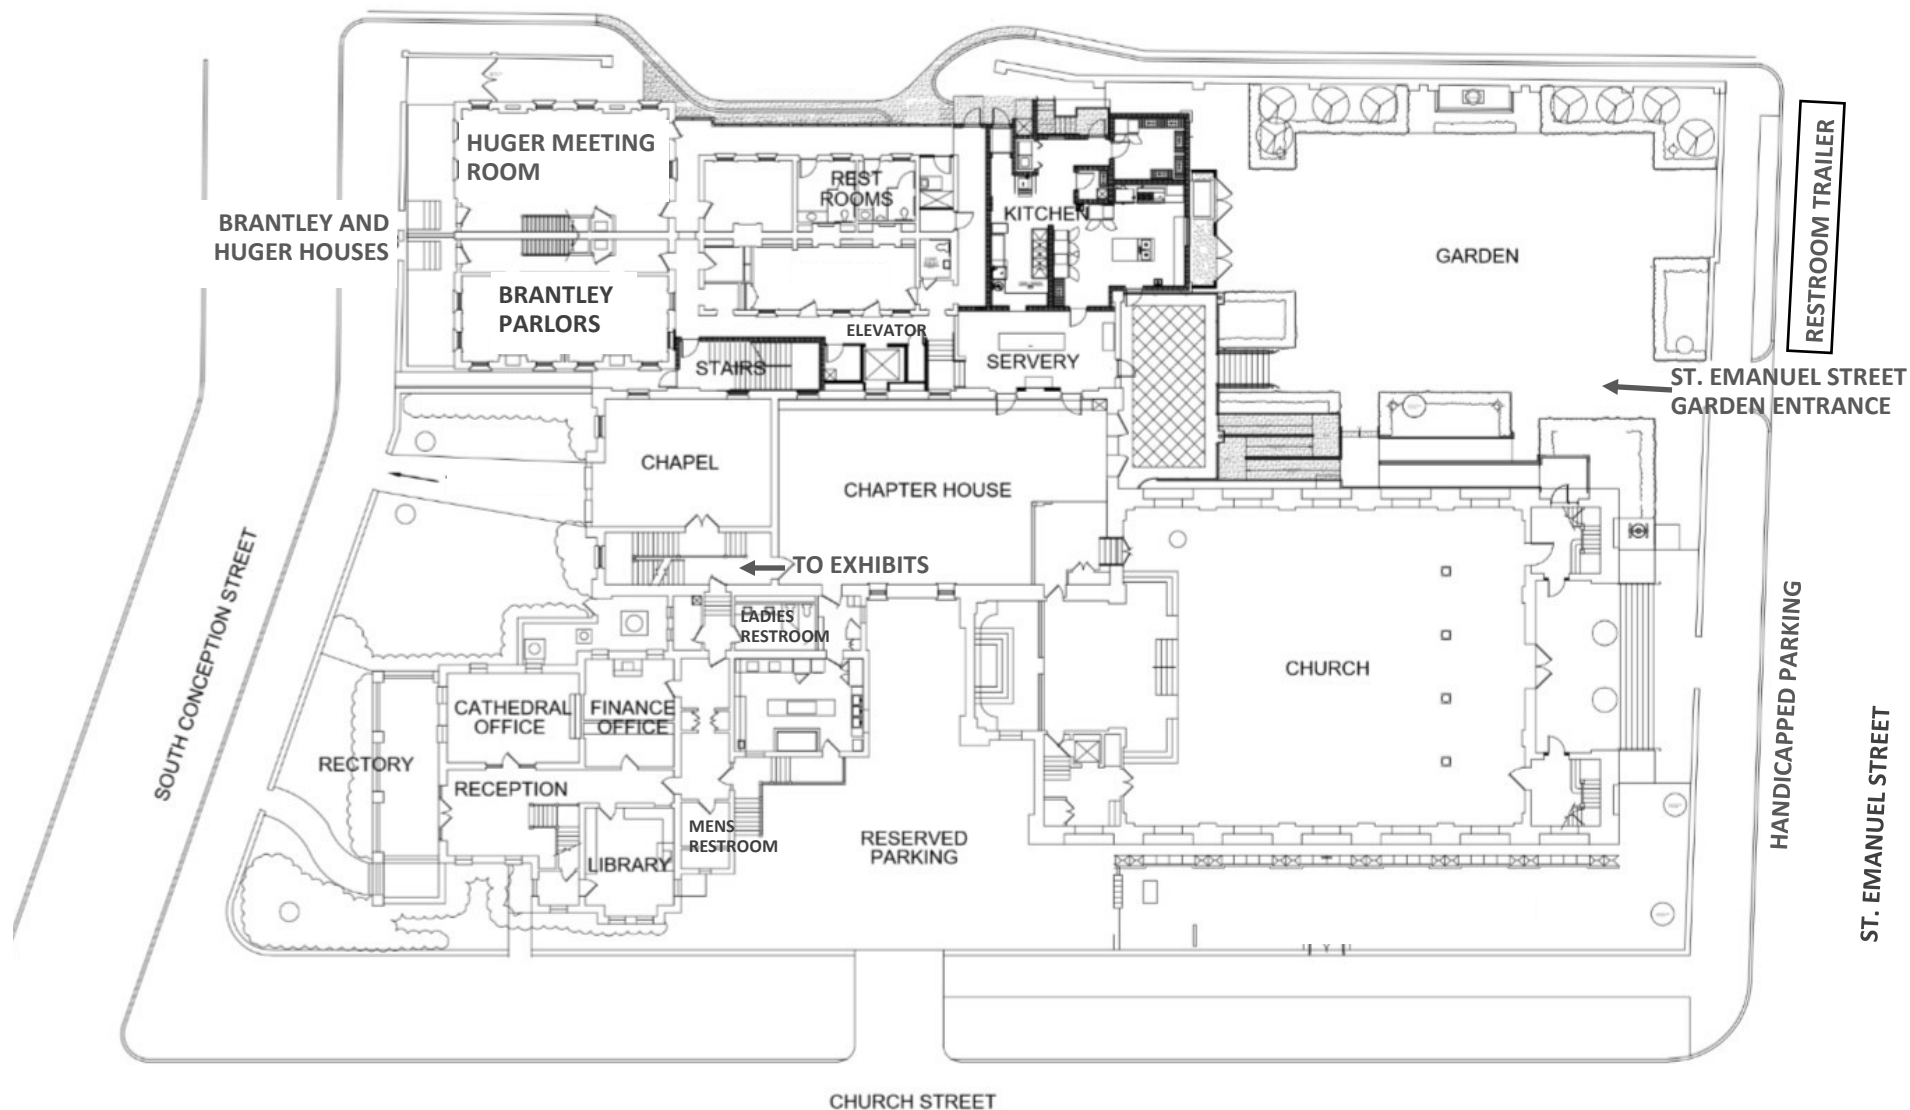 HUGER MEETING
ROOM
BRANTLEY AND
HUGER HOUSES
REST
ROOMS
KITCHEN
GARDEN
RESTROOM TRAILER
BRANTLEY
PARLORS
ELEVATOR
STAIRS
SERVERY
ST. EMANUEL STREET
GARDEN ENTRANCE
CHAPEL
CHAPTER HOUSE
TO EXHIBITS
SOUTH CONCEPTION STREET
LADIES
RESTROOM
CHURCH
HANDICAPPED PARKING
ST. EMANUEL STREET
CATHEDRAL
OFFICE
FINANCE
OFFICE
RECTORY
RECEPTION
MENS
RESTROOM
LIBRARY
RESERVED
PARKING
CHURCH STREET